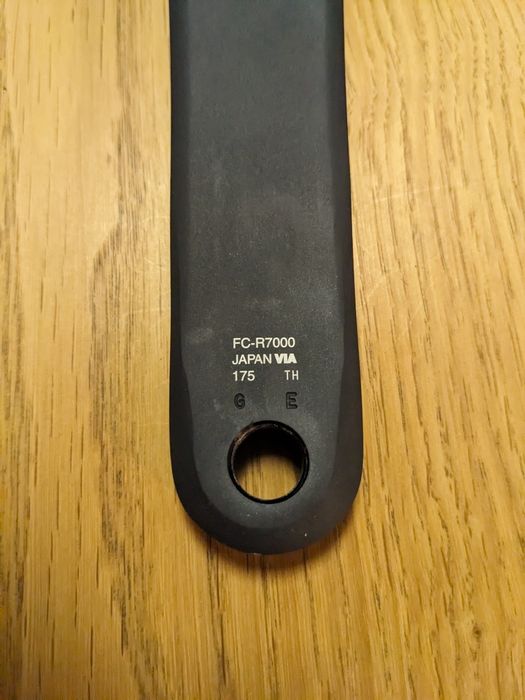 FC-R7000
JAPAN VIA
175 TH
G E